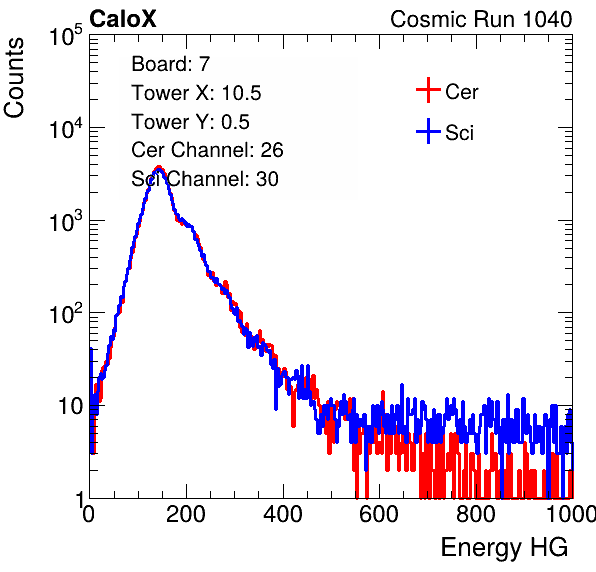 CaloX
Cosmic Run 1040
Counts
10^5
10^4
10^3
10^2
10
1
Board: 7
Tower X: 10.5
Tower Y: 0.5
Cer Channel: 26
Sci Channel: 30
Cer
Sci
0 200 400 600 800 1000
Energy HG